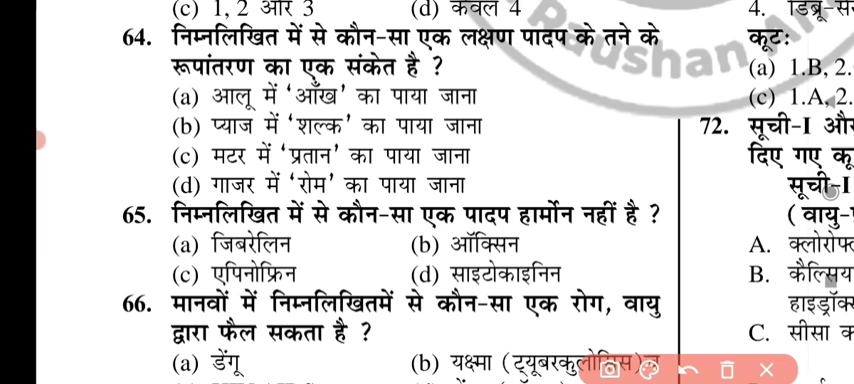 (c) 1, 2 और 3 (d) केवल 4
64. निम्नलिखित में से कौन-सा एक लक्षण पादप के तने के
रूपांतरण का एक संकेत है ?
(a) आलू में 'आँख' का पाया जाना
(b) प्याज में 'शल्क' का पाया जाना
(c) मटर में 'प्रतान' का पाया जाना
(d) गाजर में 'रोम' का पाया जाना
65. निम्नलिखित में से कौन-सा एक पादप हार्मोन नहीं है ?
(a) जिबरेलिन (b) ऑक्सिन
(c) एपिनोफ्रिन (d) साइटोकाइनिन
66. मानवों में निम्नलिखितमें से कौन-सा एक रोग, वायु
द्वारा फैल सकता है ?
(a) डेंगू (b) यक्ष्मा (ट्यूबरकुलोसिस)
4.
कूट:
(a) 1.B, 2.
(c) 1.A, 2.
72. सूची-I और
दिए गए
सूची-I
(वायु-
A.
B.
C. सीसा
Raushan